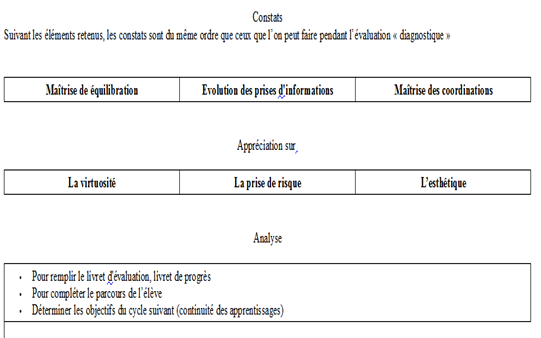 Constats
Suivant les éléments retenus, les constats sont du même ordre que ceux que l'on peut faire pendant l'évaluation « diagnostique »
Maîtrise de équilibration Evolution des prises d'informations Maîtrise des coordinations
Appréciation sur
La virtuosité La prise de risque L'esthétique
Analyse
• Pour remplir le livret d'évaluation, livret de progrès
• Pour compléter le parcours de l'élève
• Déterminer les objectifs du cycle suivant (continuité des apprentissages)